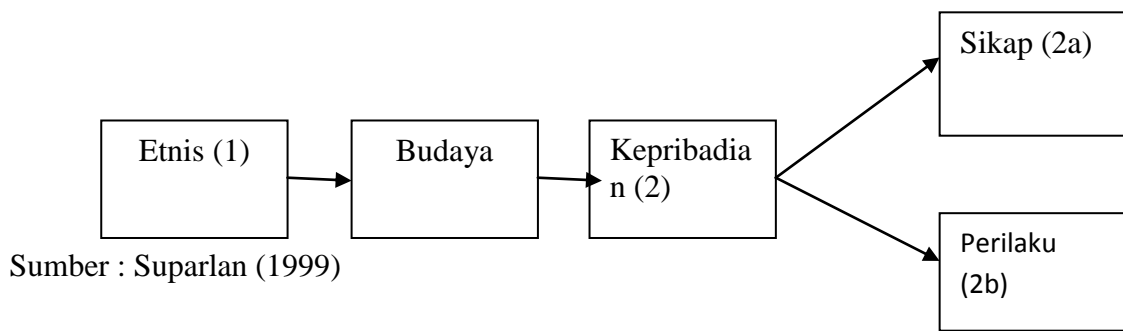 Etnis (1)
Budaya
Kepribadia
n (2)
Sikap (2a)
Perilaku
(2b)
Sumber : Suparlan (1999)